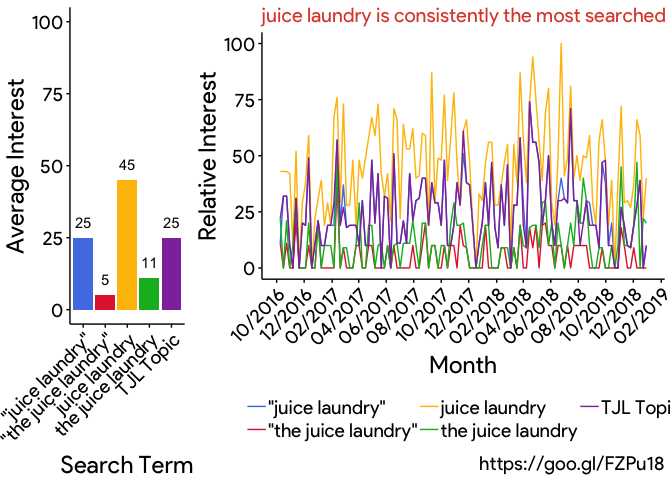 juice laundry is consistently the most searched
Average Interest
100
75
50
25
0
25
5
45
11
25
"juice laundry"
"the juice laundry"
juice laundry
the juice laundry
TJL Topic
Search Term
Relative Interest
100
75
50
25
0
10/2016
12/2016
02/2017
04/2017
06/2017
08/2017
10/2017
12/2017
02/2018
04/2018
06/2018
08/2018
10/2018
12/2018
02/2019
Month
"juice laundry"
juice laundry
TJL Topi
"the juice laundry"
the juice laundry
https://goo.gl/FZPu18